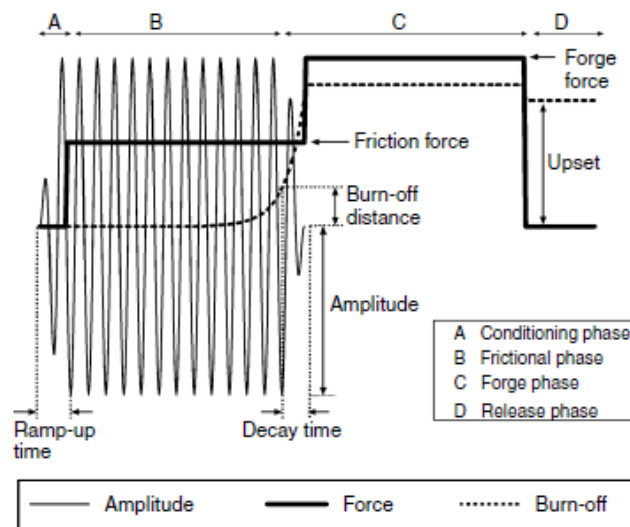 A B C D
Forge
force
Friction force
Upset
Burn-off
distance
Amplitude
A Conditioning phase
B Frictional phase
C Forge phase
D Release phase
Ramp-up
time
Decay time
Amplitude Force Burn-off